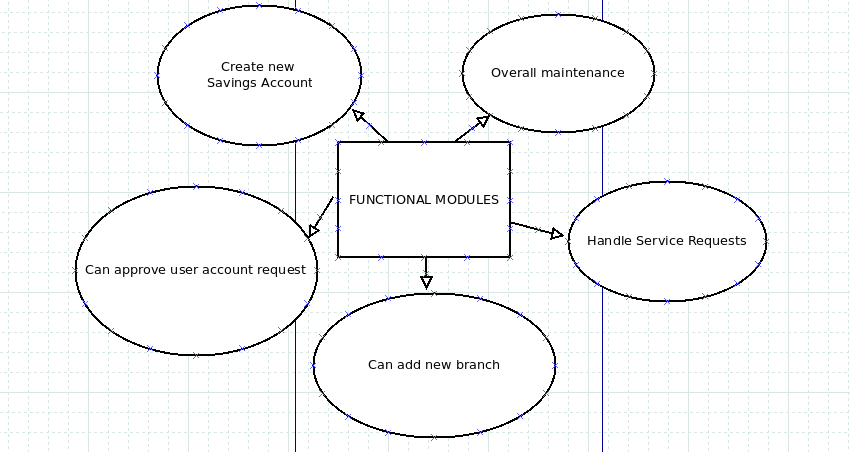 Create new
Savings Account
Overall maintenance
FUNCTIONAL MODULES
Handle Service Requests
Can approve user account request
Can add new branch